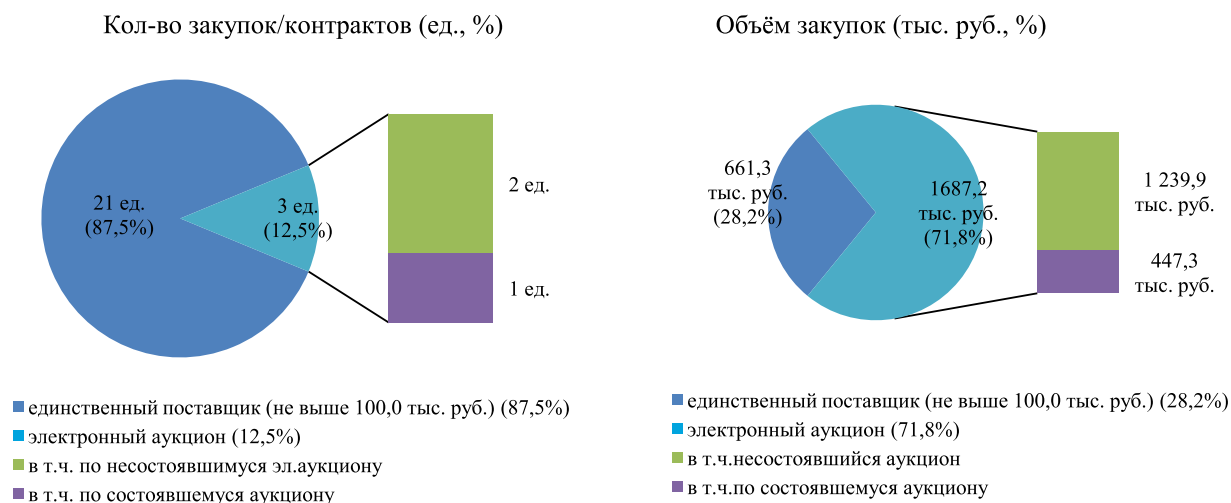 Кол-во закупок/контрактов (ед., %)
21 ед.
(87,5%)
3 ед.
(12,5%)
2 ед.
1 ед.
единственный поставщик (не выше 100,0 тыс. руб.) (87,5%)
электронный аукцион (12,5%)
в т.ч. по несостоявшимуся эл.аукциону
в т.ч. по состоявшемуся аукциону
Объём закупок (тыс. руб., %)
661,3
тыс. руб.
(28,2%)
1687,2
тыс. руб.
(71,8%)
1 239,9
тыс. руб.
447,3
тыс. руб.
единственный поставщик (не выше 100,0 тыс. руб.) (28,2%)
электронный аукцион (71,8%)
в т.ч.несостоявшийся аукцион
в т.ч.по состоявшемуся аукциону